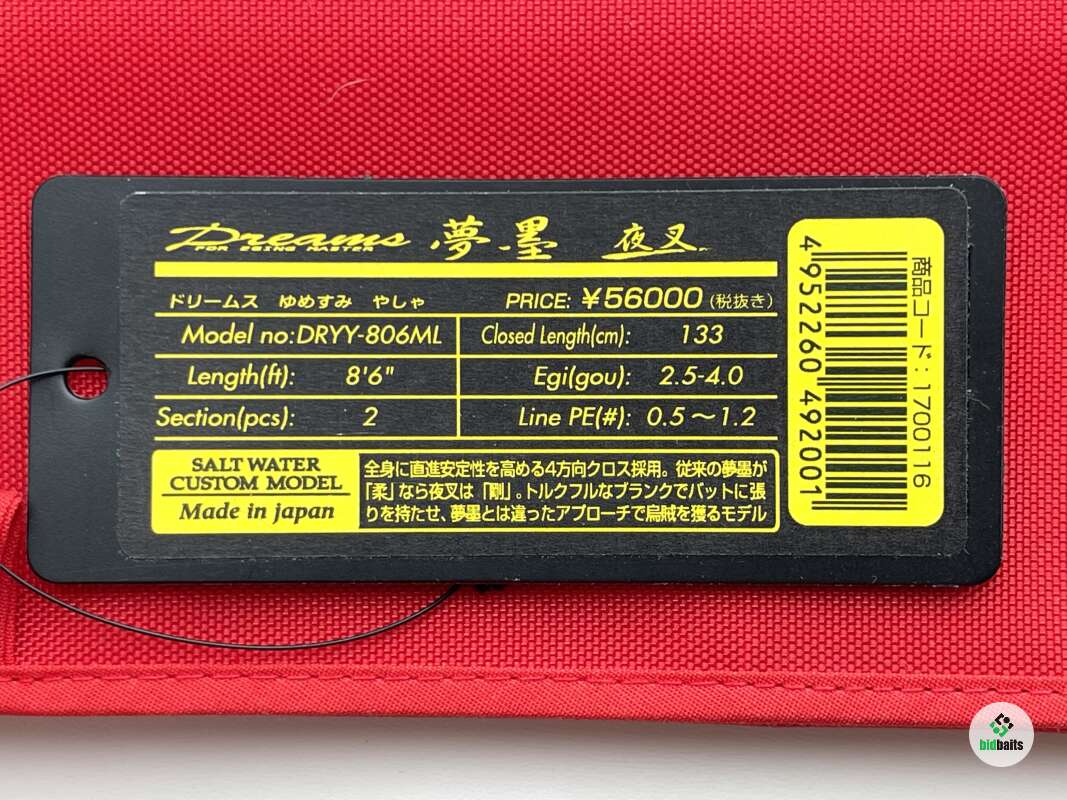 Dreams 夢墨 夜叉
FOR EGING MASTER
ドリームス ゆめすみ やしゃ PRICE: ¥56000 (税抜き)
Model no: DRYY-806ML Closed Length(cm): 133
Length(ft): 8'6" Egi(gou): 2.5-4.0
Section(pcs): 2 Line PE(#): 0.5～1.2
SALT WATER
CUSTOM MODEL
Made in japan
全身に直進安定性を高める4方向クロス採用。従来の夢墨が
「柔」なら夜叉は「剛」。トルクフルなブランクでバットに張
りを持たせ、夢墨とは違ったアプローチで烏賊を獲るモデル
4952260492001
商品コード:1700116
bidbaits